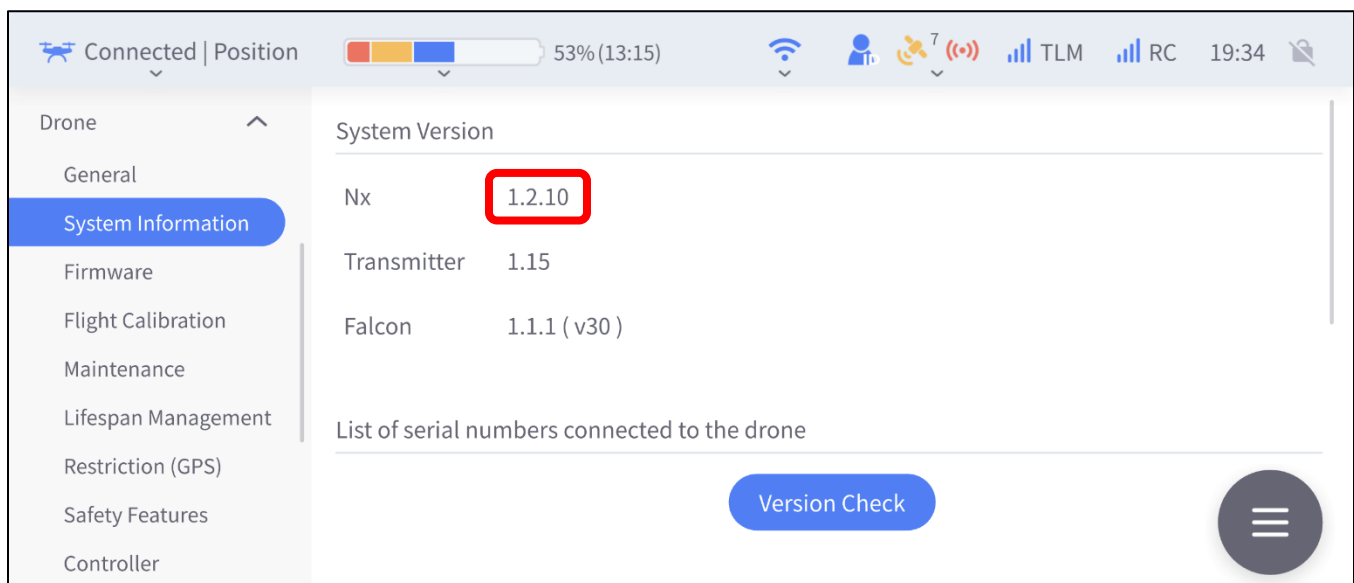 Connected | Position 53% (13:15) 7 TLM RC 19:34
Drone
General
System Information
Firmware
Flight Calibration
Maintenance
Lifespan Management
Restriction (GPS)
Safety Features
Controller
System Version
Nx 1.2.10
Transmitter 1.15
Falcon 1.1.1 ( v30 )
List of serial numbers connected to the drone
Version Check